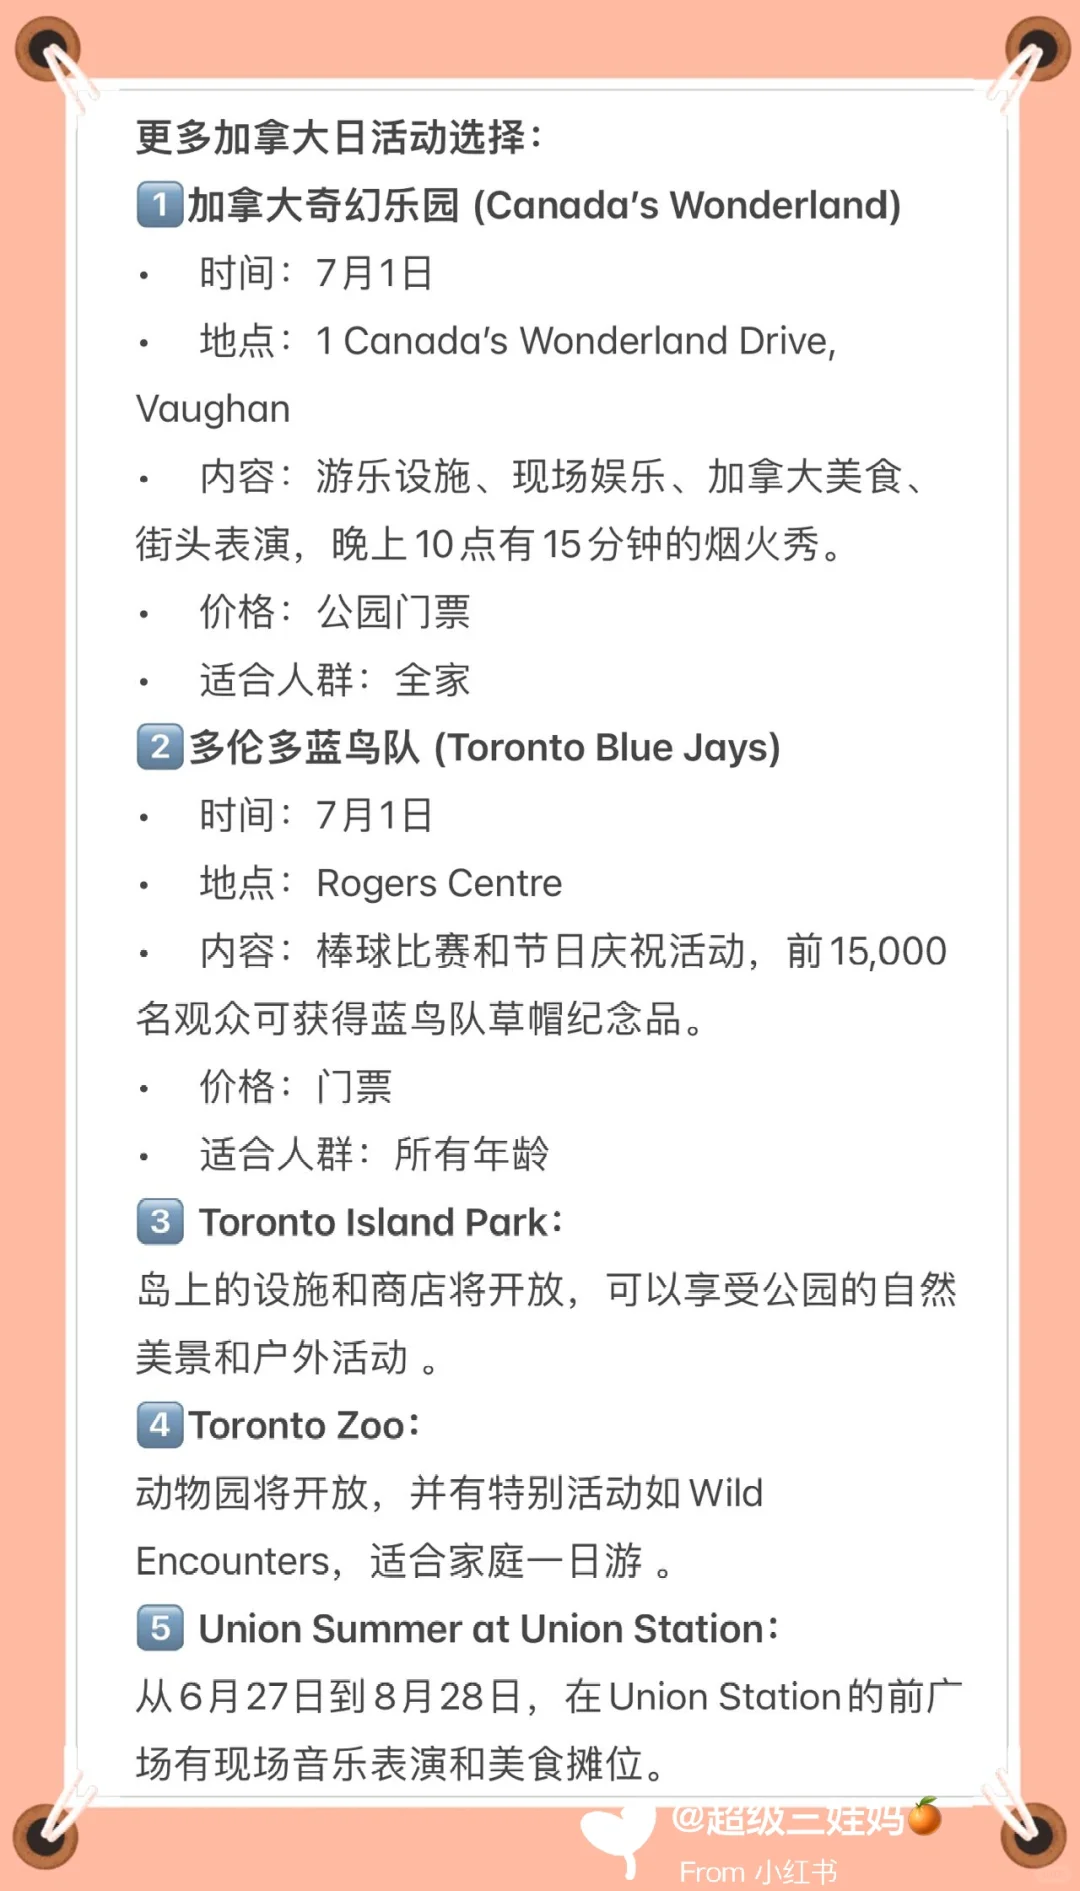 更多加拿大日活动选择：
1️⃣加拿大奇幻乐园 (Canada’s Wonderland)
• 时间：7月1日
• 地点：1 Canada’s Wonderland Drive,
Vaughan
• 内容：游乐设施、现场娱乐、加拿大美食、
街头表演，晚上10点有15分钟的烟火秀。
• 价格：公园门票
• 适合人群：全家
2️⃣多伦多蓝鸟队 (Toronto Blue Jays)
• 时间：7月1日
• 地点：Rogers Centre
• 内容：棒球比赛和节日庆祝活动，前15,000
名观众可获得蓝鸟队草帽纪念品。
• 价格：门票
• 适合人群：所有年龄
3️⃣ Toronto Island Park：
岛上的设施和商店将开放，可以享受公园的自然
美景和户外活动 。
4️⃣Toronto Zoo：
动物园将开放，并有特别活动如Wild
Encounters，适合家庭一日游 。
5️⃣ Union Summer at Union Station：
从6月27日到8月28日，在Union Station的前广
场有现场音乐表演和美食摊位。
@超级三娃妈🍊
From 小红书